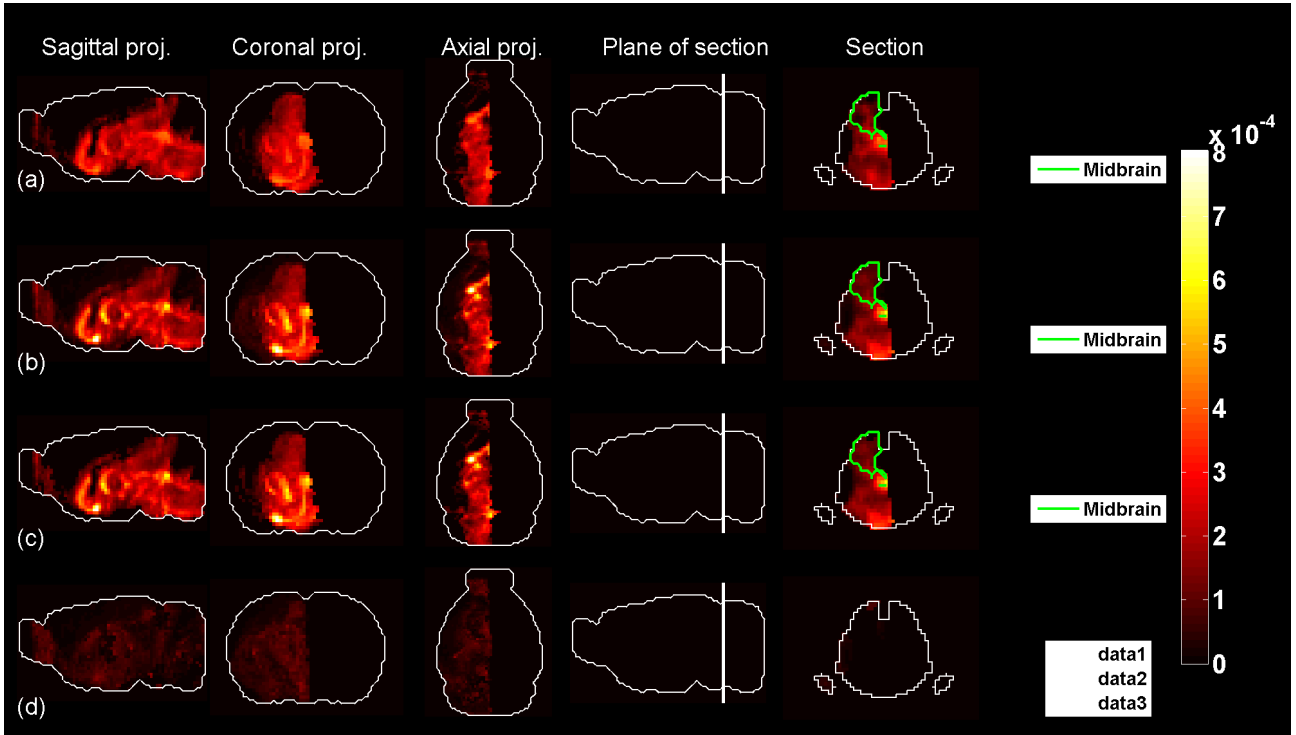 Sagittal proj. Coronal proj. Axial proj. Plane of section Section
x 10-4
(a)
Midbrain
(b)
Midbrain
(c)
Midbrain
(d)
data1
data2
data3
8
7
6
5
4
3
2
1
0